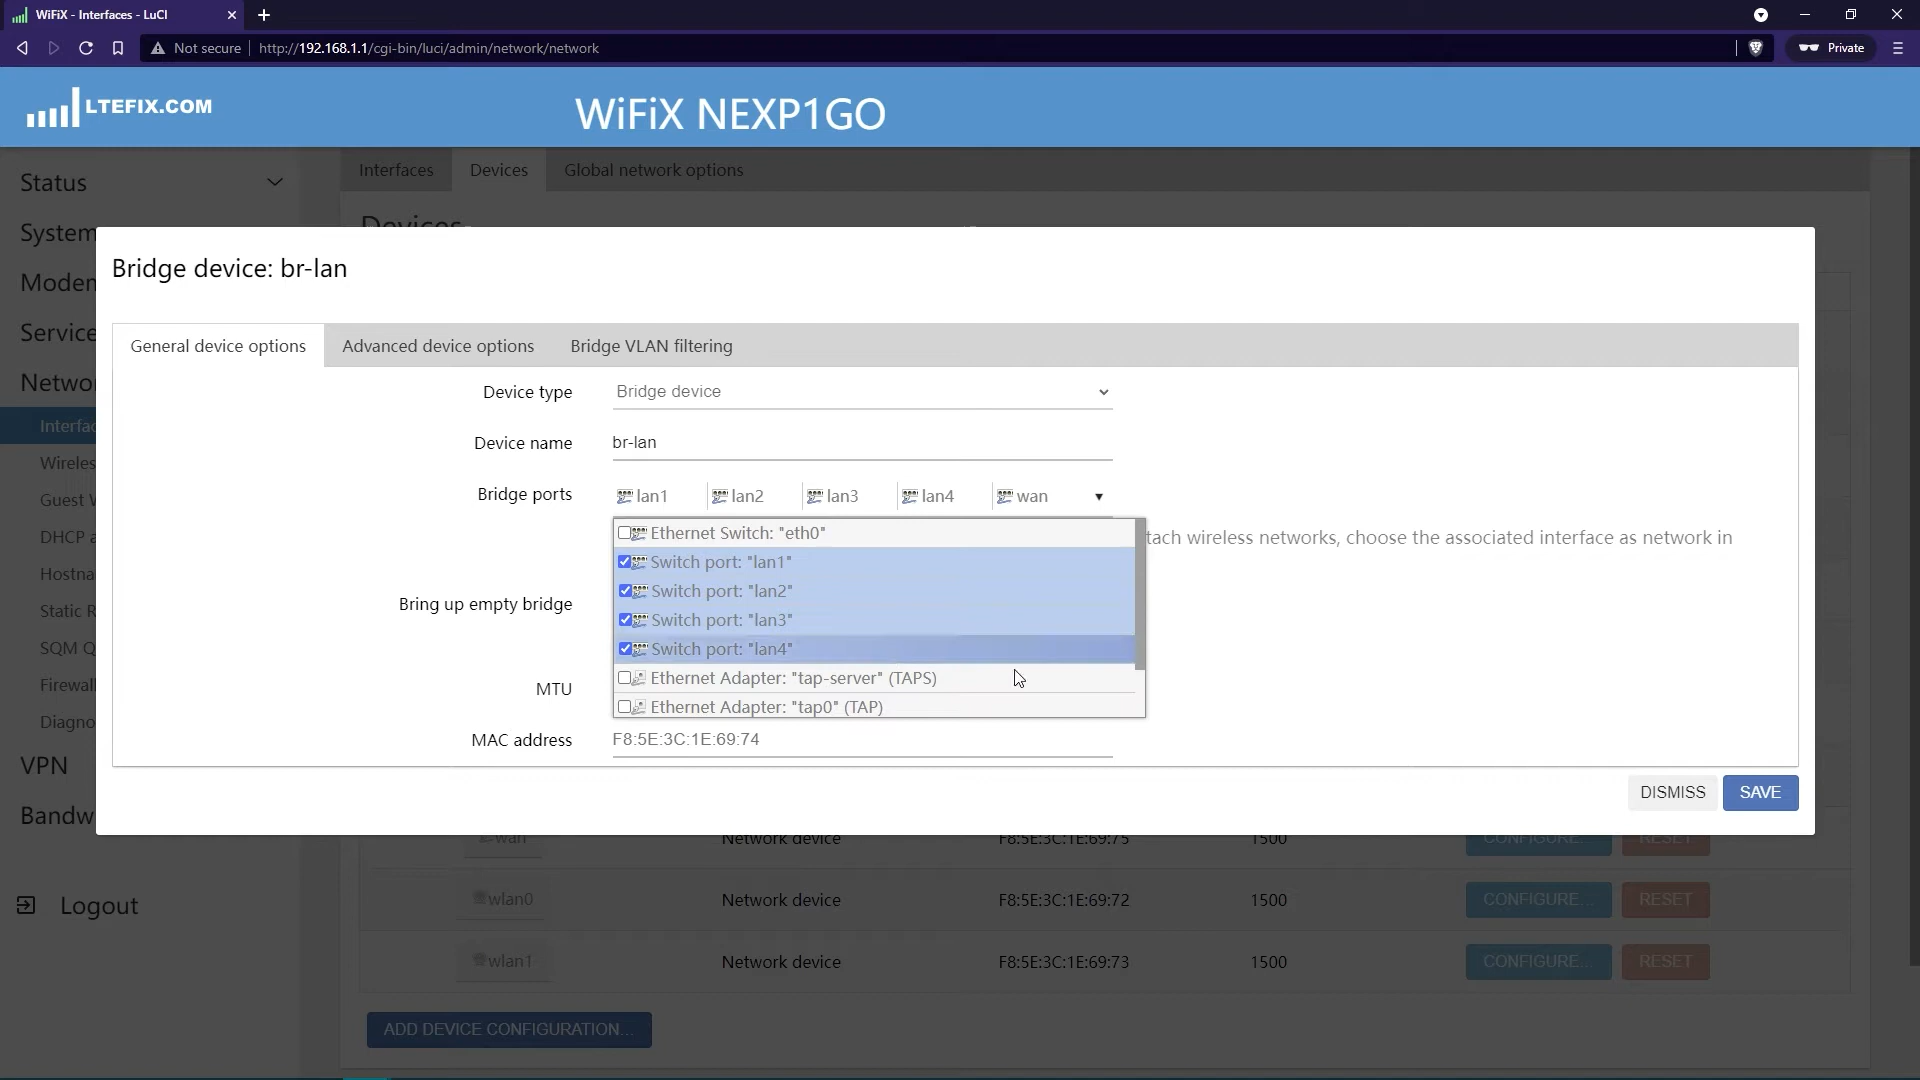 WiFiX - Interfaces - LuCI
Not secure
http://192.168.1.1/cgi-bin/luci/admin/network/network
Private
LTEFIX.COM
WiFiX NEXP1GO
Status
Interfaces
Devices
Global network options
Devices
System
Bridge device: br-lan
Modem
General device options
Advanced device options
Bridge VLAN filtering
Service
Device type
Bridge device
Networ
Interfac
Device name
br-lan
Wireles
Bridge ports
lan1
lan2
lan3
lan4
wan
Guest
Ethernet Switch: "eth0"
DHCP a
tach wireless networks, choose the associated interface as network in
Switch port: "lan1"
Hostna
Switch port: "lan2"
Bring up empty bridge
Static R
Switch port: "lan3"
SQM Q
Switch port: "lan4"
Firewall
MTU
Ethernet Adapter: "tap-server" (TAPS)
Ethernet Adapter: "tap0" (TAP)
Diagno
MAC address
F8:5E:3C:1E:69:74
VPN
DISMISS
SAVE
Bandw
wan
Network device
F8:5E:3C:1E:69:75
1500
CONFIGURE...
RESET
wlan0
Network device
F8:5E:3C:1E:69:72
1500
CONFIGURE...
RESET
Logout
wlan1
Network device
F8:5E:3C:1E:69:73
1500
CONFIGURE...
RESET
ADD DEVICE CONFIGURATION...